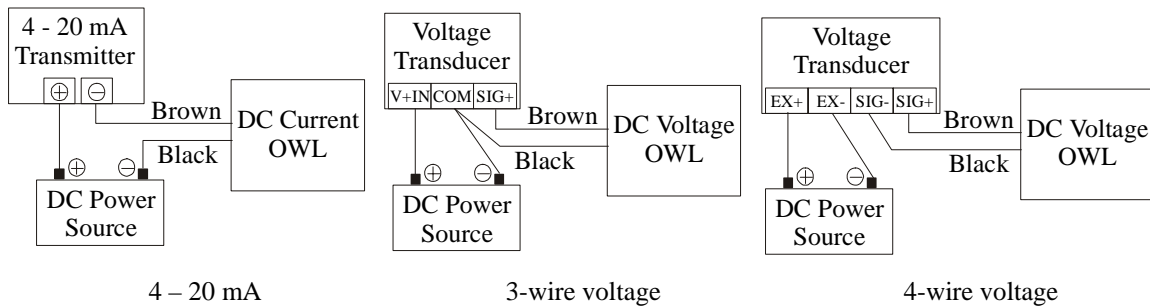 4 - 20 mA
Transmitter
⊕ ⊖
Brown
DC Current
OWL
Black
⊕ ⊖
DC Power
Source
4 – 20 mA
Voltage
Transducer
V+IN COM SIG+
Brown
DC Voltage
OWL
Black
⊕ ⊖
DC Power
Source
3-wire voltage
Voltage
Transducer
EX+ EX- SIG- SIG+
Brown
DC Voltage
OWL
Black
⊕ ⊖
DC Power
Source
4-wire voltage